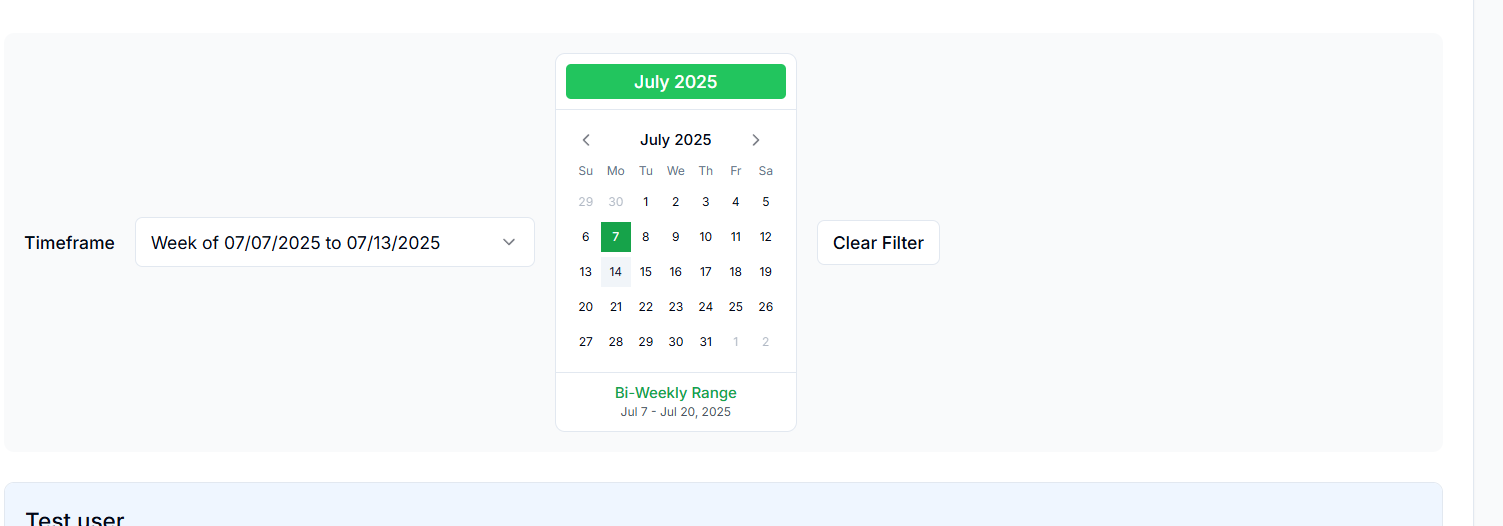 July 2025
July 2025
Su Mo Tu We Th Fr Sa
29 30 1 2 3 4 5
6 7 8 9 10 11 12
13 14 15 16 17 18 19
20 21 22 23 24 25 26
27 28 29 30 31 1 2
Bi-Weekly Range
Jul 7 - Jul 20, 2025
Timeframe
Week of 07/07/2025 to 07/13/2025
Clear Filter
Test user